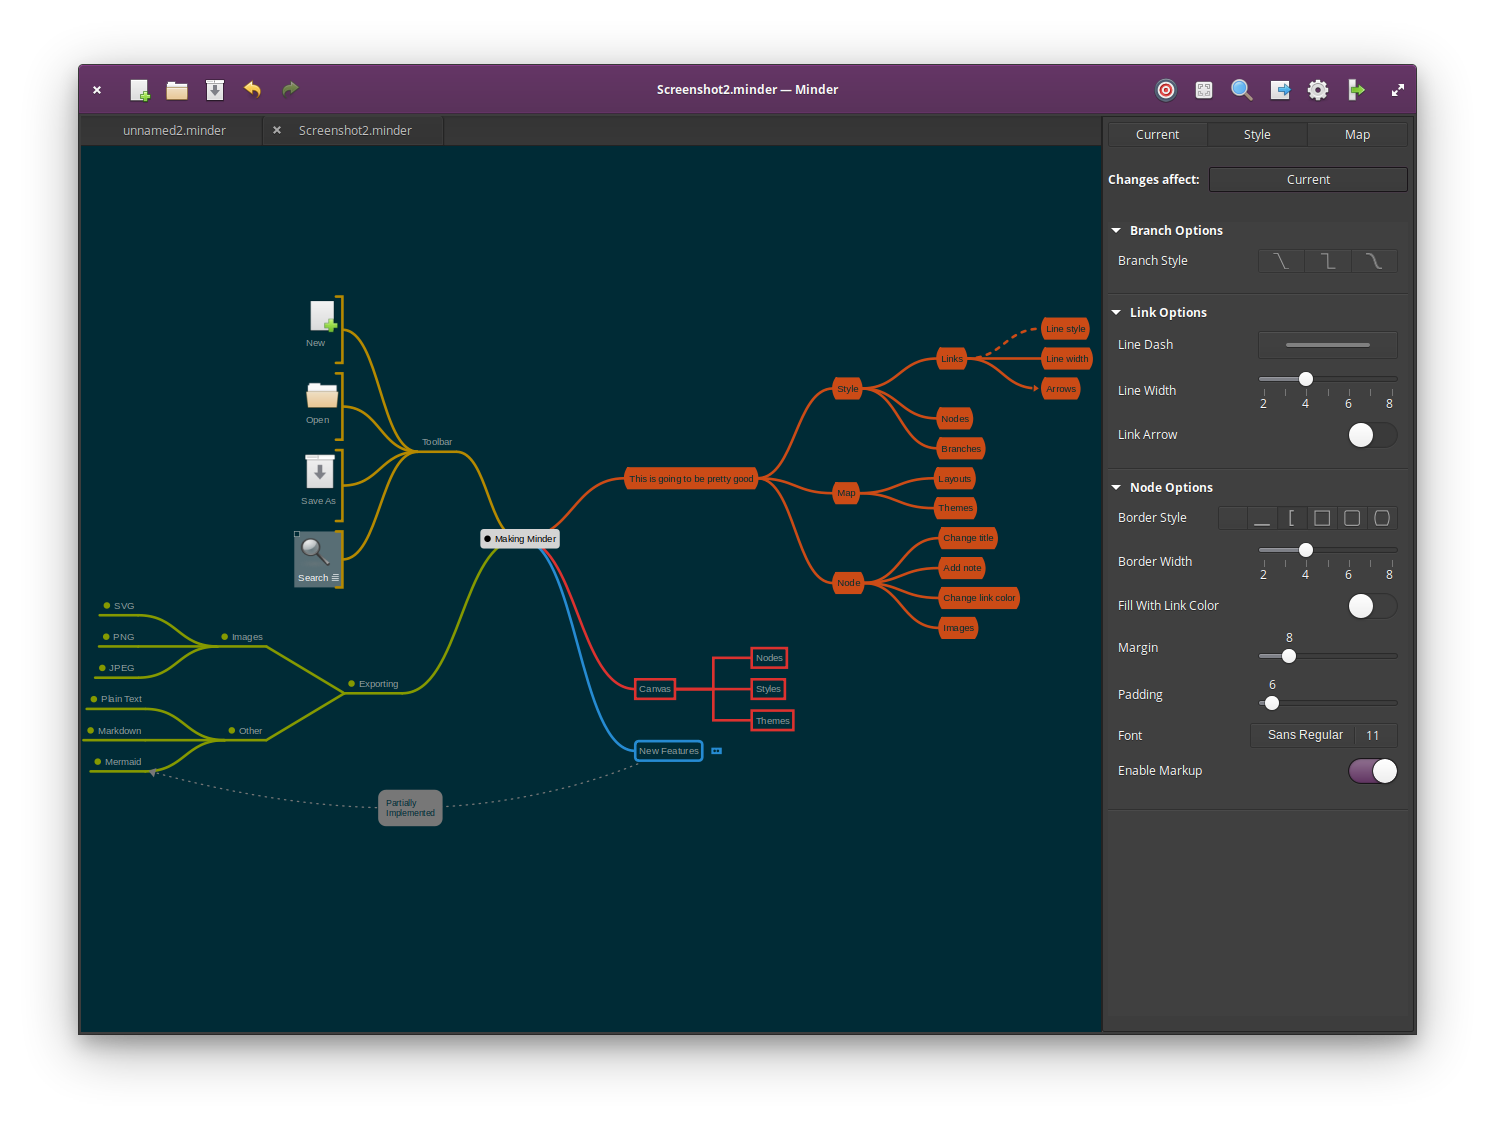 Screenshot2.minder — Minder
unnamed2.minder
Screenshot2.minder
Current
Style
Map
Changes affect:
Current
Branch Options
Branch Style
Link Options
Line Dash
Line Width
2 4 6 8
Link Arrow
Node Options
Border Style
Border Width
2 4 6 8
Fill With Link Color
8
Margin
6
Padding
Font
Sans Regular 11
Enable Markup
New
Open
Save As
Search
Toolbar
Making Minder
SVG
PNG
JPEG
Images
Plain Text
Markdown
Mermaid
Other
Exporting
This is going to be pretty good
Style
Links
Line style
Line width
Arrows
Nodes
Branches
Map
Layouts
Themes
Node
Change title
Add note
Change link color
Images
Canvas
Nodes
Styles
Themes
New Features
Partially
Implemented